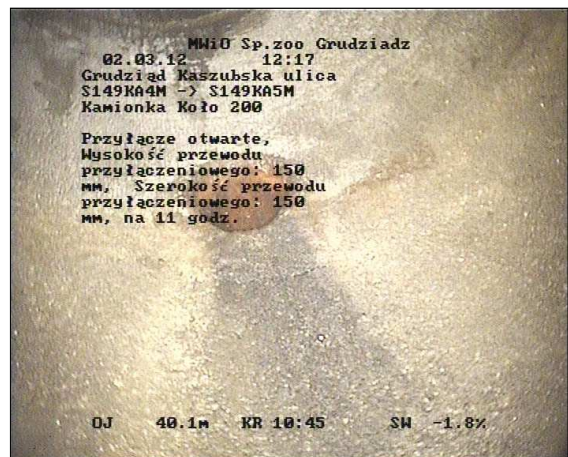 MWiO Sp.zoo Grudziadz
02.03.12 12:17
Grudziąd Kaszubska ulica
S149KA4M -> S149KA5M
Kamionka Koło 200
Przyłącze otwarte,
Wysokość przewodu
przyłączeniowego: 150
mm, Szerokość przewodu
przyłączeniowego: 150
mm, na 11 godz.
OJ 40.1m KR 10:45 SW -1.8%